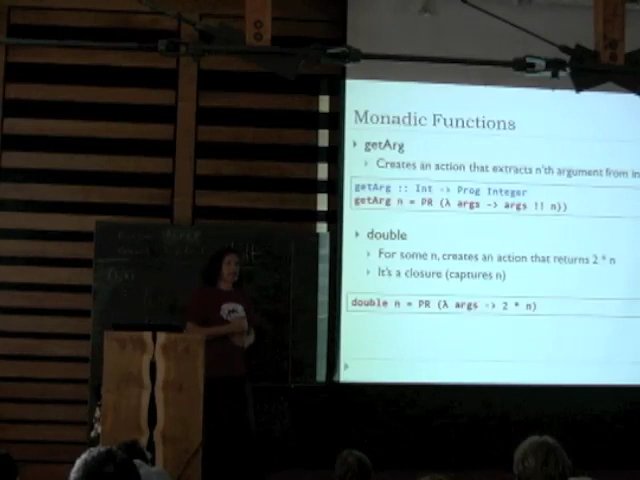 Monadic Functions
getArg
Creates an action that extracts n'th argument from
getArg :: Int -> Prog Integer
getArg n = PR (λ args -> args !! n))
double
For some n, creates an action that returns 2 * n
It's a closure (captures n)
double n = PR (λ args -> 2 * n)